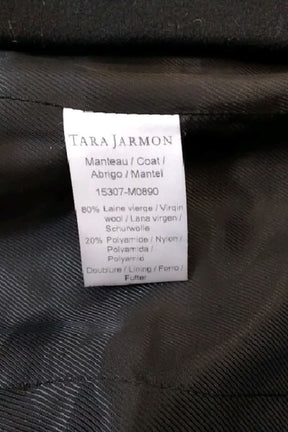 TARA JARMON
Manteau / Coat /
Abrigo / Mantel
15307-M0890
80% Laine vierge / Virgin
wool / Lana virgen /
Schurwolle
20% Polyamide / Nylon /
Polyamida /
Polyamid
Doublure / Lining / Forro /
Futter